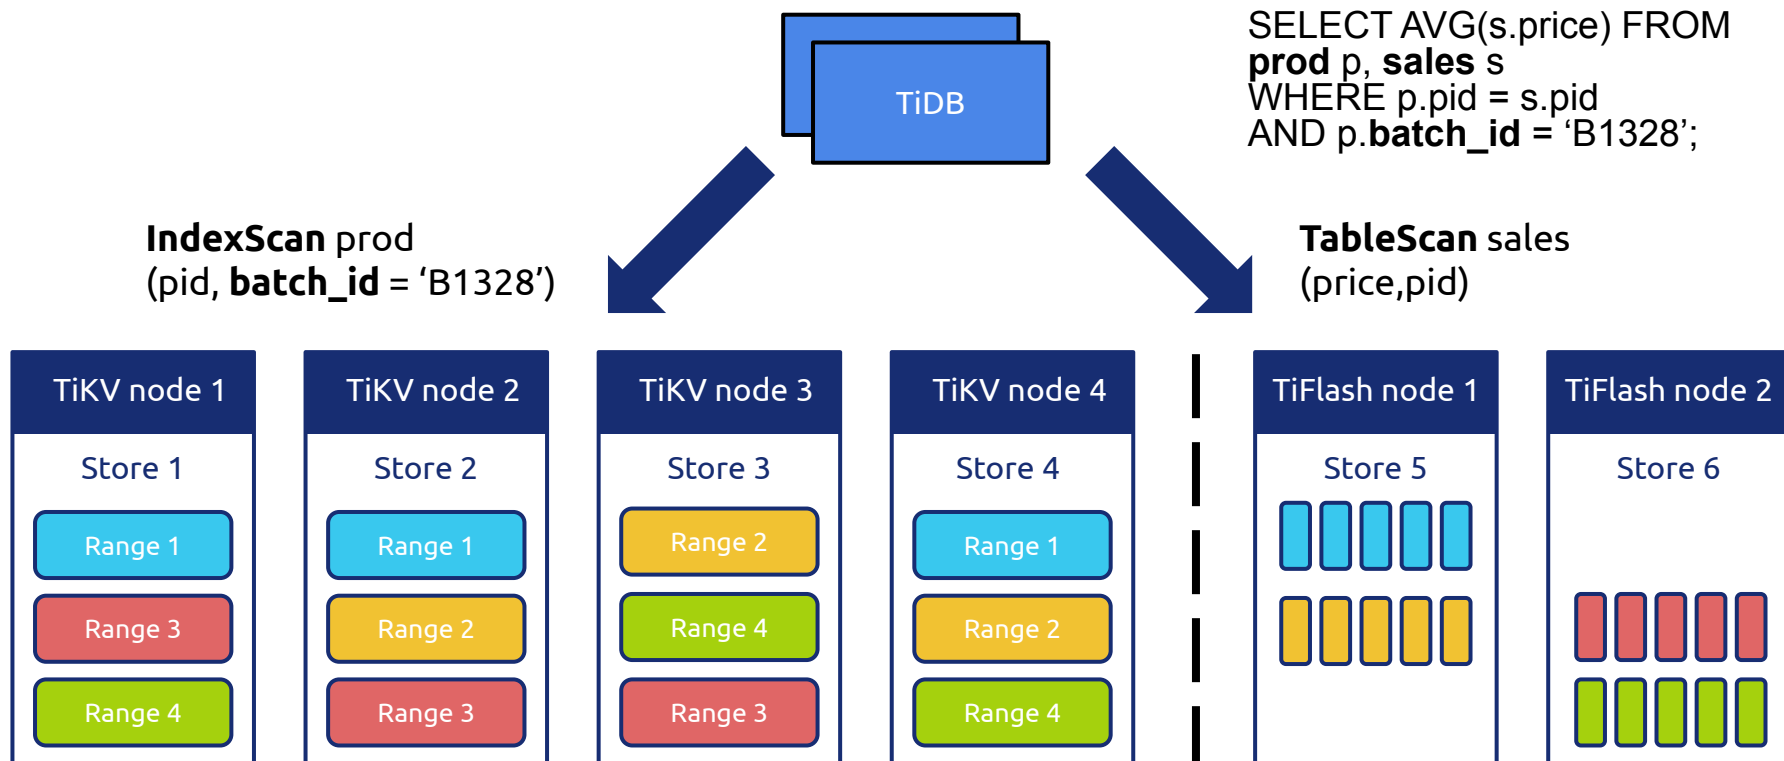 TiDB
SELECT AVG(s.price) FROM
prod p, sales s
WHERE p.pid = s.pid
AND p.batch_id = ‘B1328’;
IndexScan prod
(pid, batch_id = ‘B1328’)
TableScan sales
(price,pid)
TiKV node 1
Store 1
Range 1
Range 3
Range 4
TiKV node 2
Store 2
Range 1
Range 2
Range 3
TiKV node 3
Store 3
Range 2
Range 4
Range 3
TiKV node 4
Store 4
Range 1
Range 2
Range 4
TiFlash node 1
Store 5
TiFlash node 2
Store 6